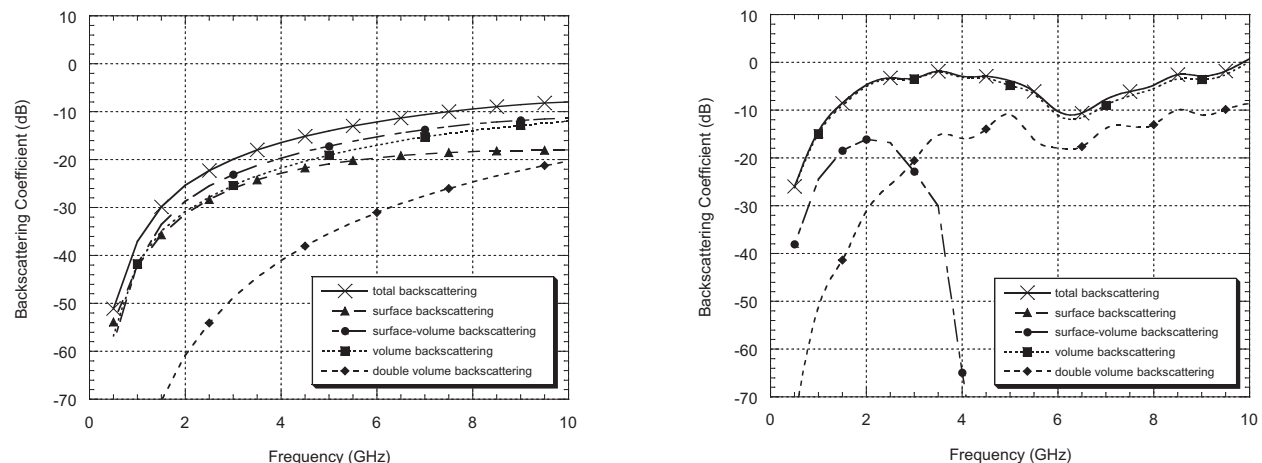 10
0
-10
-20
-30
-40
-50
-60
-70
Backscattering Coefficient (dB)
total backscattering
surface backscattering
surface-volume backscattering
volume backscattering
double volume backscattering
0 2 4 6 8 10
Frequency (GHz)
10
0
-10
-20
-30
-40
-50
-60
-70
Backscattering Coefficient (dB)
total backscattering
surface backscattering
surface-volume backscattering
volume backscattering
double volume backscattering
0 2 4 6 8 10
Frequency (GHz)